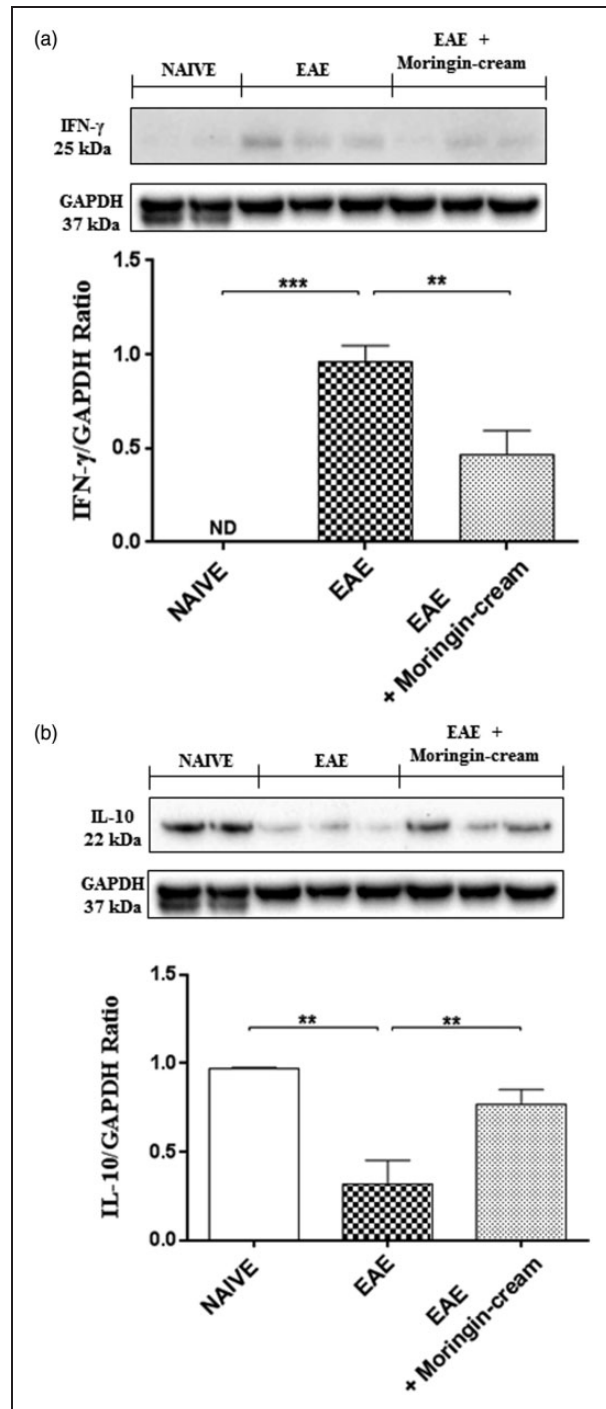 (a)
EAE +
NAIVE EAE Moringin-cream
IFN-γ
25 kDa
GAPDH
37 kDa
1.5
*** **
1.0
IFN-γ/GAPDH Ratio
0.5
ND
0.0
NAIVE
EAE
EAE
+ Moringin-cream
(b)
EAE +
NAIVE EAE Moringin-cream
IL-10
22 kDa
GAPDH
37 kDa
1.5
** **
1.0
IL-10/GAPDH Ratio
0.5
0.0
NAIVE
EAE
EAE
+ Moringin-cream